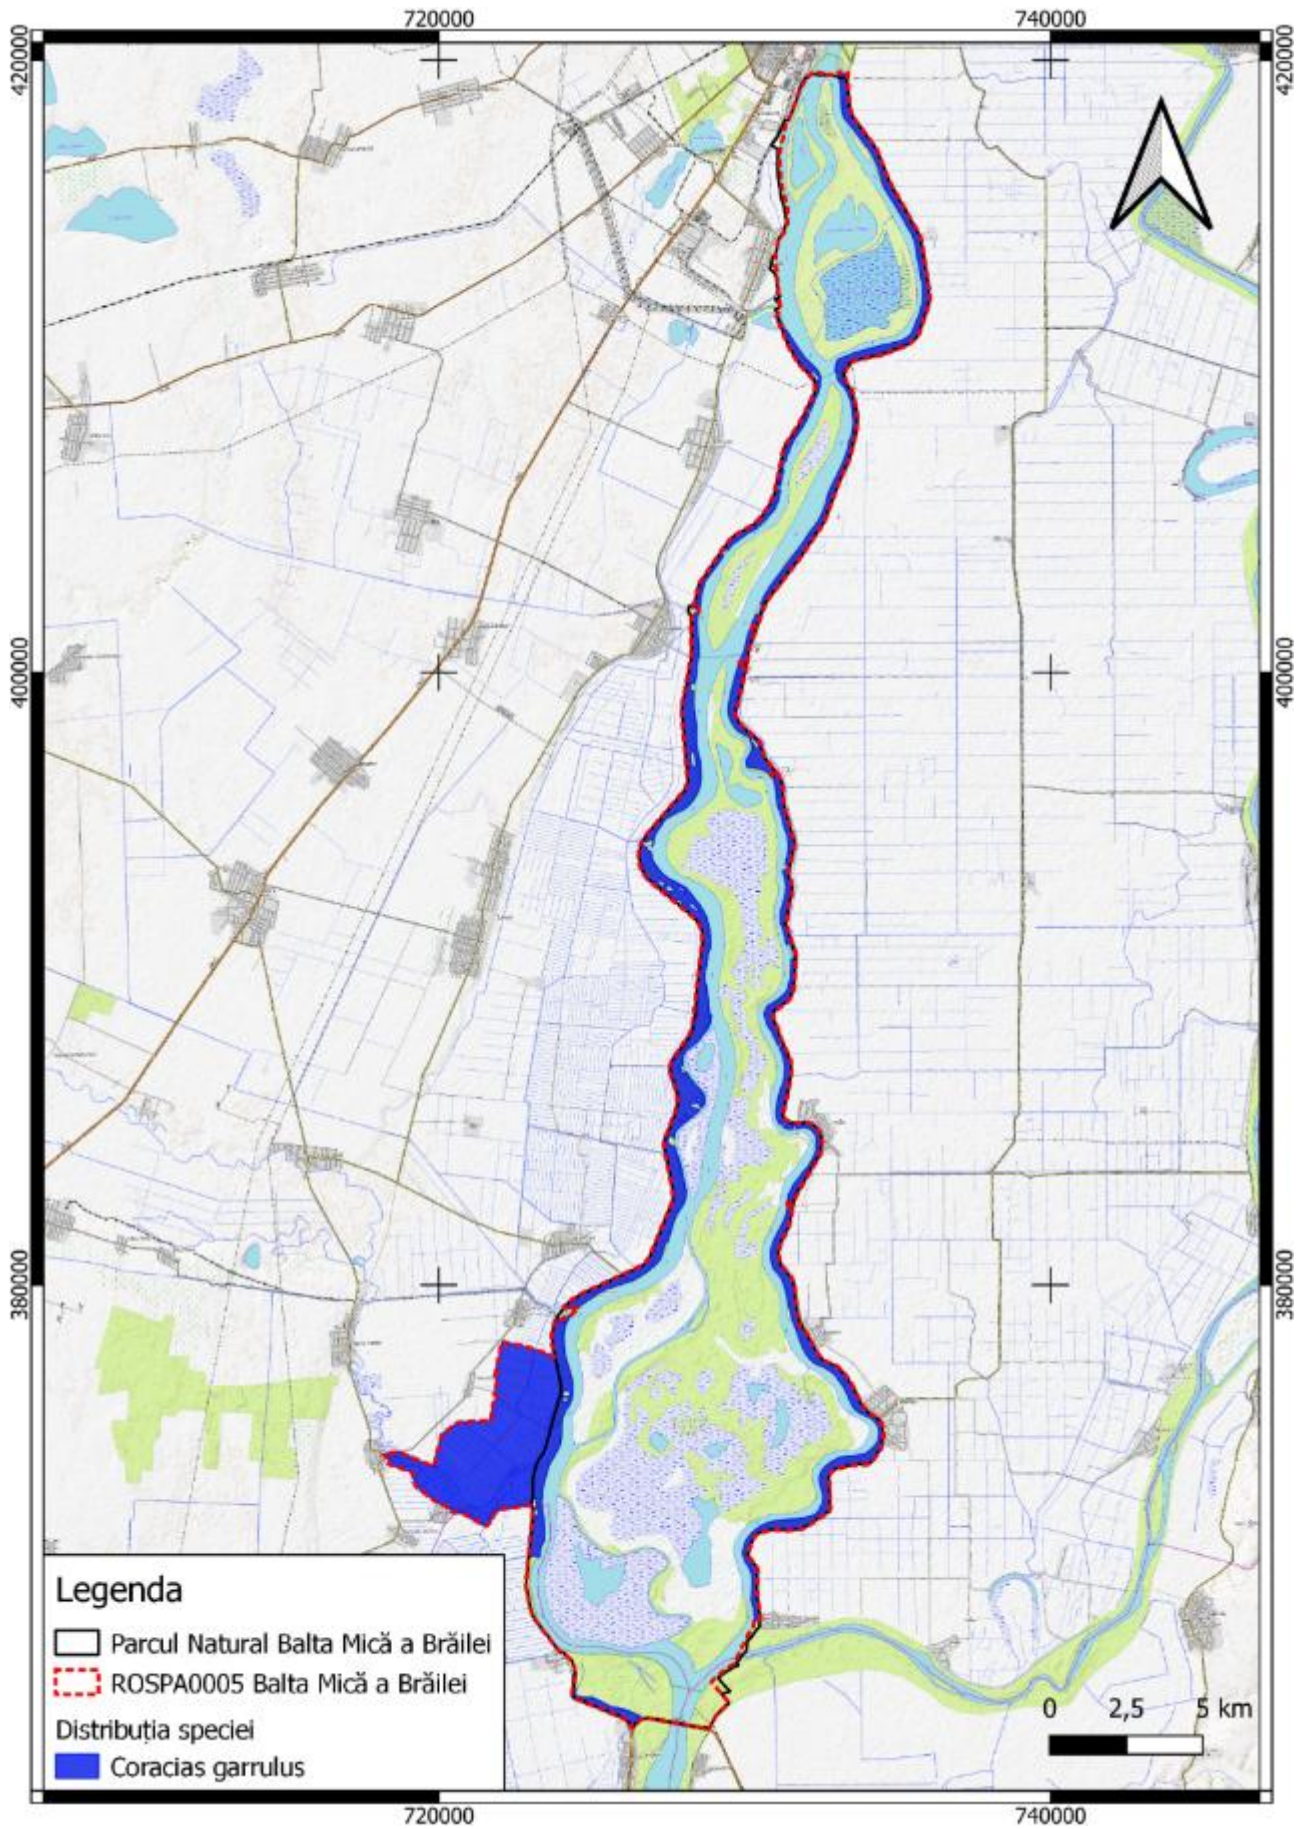 720000 740000
420000 420000
400000 400000
380000 380000
Legenda
Parcul Natural Balta Mică a Brăilei
ROSPA0005 Balta Mică a Brăilei
Distribuția speciei
Coracias garrulus
0 2,5 5 km
720000 740000